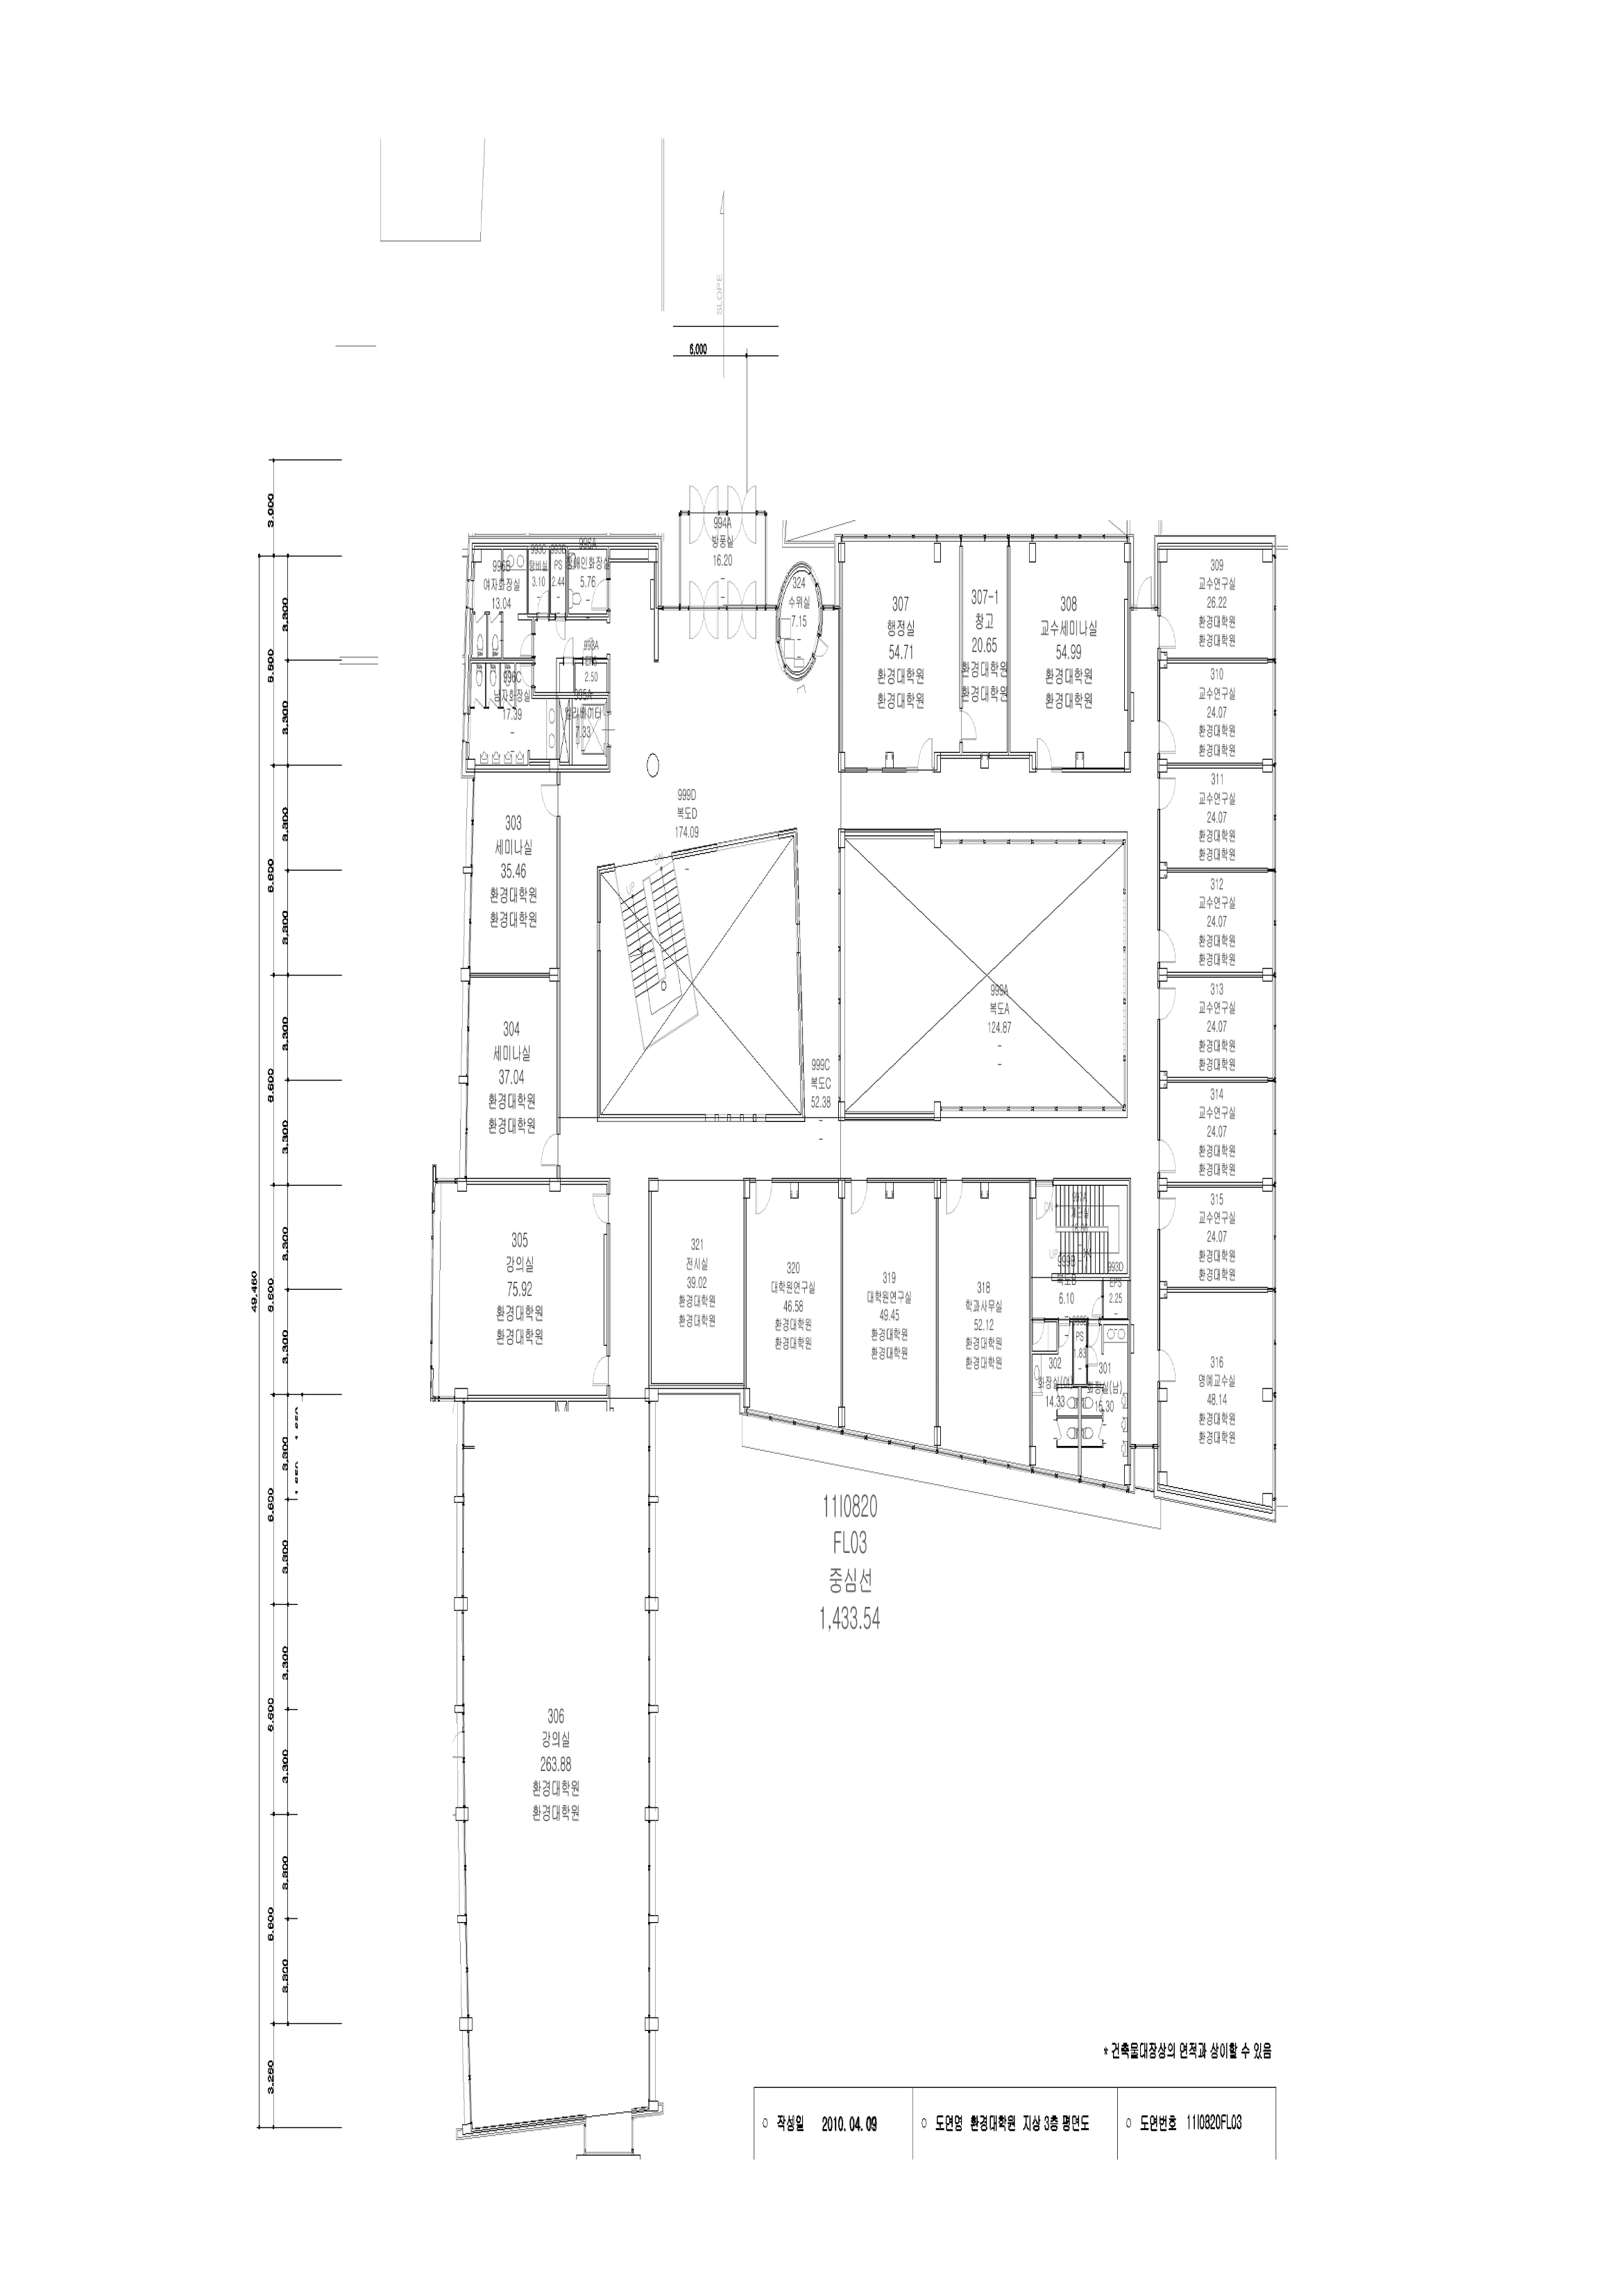 SLOPE
6,000
994A
방풍실
16.20
-
-
996B
여자화장실
13.04
993C
장비실
3.10
-
PS
2.44
-
996A
장애인화장실
5.76
-
996C
남자화장실
17.39
-
-
993A
EPS
2.50
995A
엘리베이터
7.33
324
수위실
7.15
-
-
307
행정실
54.71
환경대학원
환경대학원
307-1
창고
20.65
환경대학원
환경대학원
308
교수세미나실
54.99
환경대학원
환경대학원
309
교수연구실
26.22
환경대학원
환경대학원
310
교수연구실
24.07
환경대학원
환경대학원
311
교수연구실
24.07
환경대학원
환경대학원
312
교수연구실
24.07
환경대학원
환경대학원
313
교수연구실
24.07
환경대학원
환경대학원
314
교수연구실
24.07
환경대학원
환경대학원
315
교수연구실
24.07
환경대학원
환경대학원
316
명예교수실
48.14
환경대학원
환경대학원
303
세미나실
35.46
환경대학원
환경대학원
304
세미나실
37.04
환경대학원
환경대학원
999D
복도D
174.09
-
UP
999A
복도A
124.87
-
-
999C
복도C
52.38
-
-
305
강의실
75.92
환경대학원
환경대학원
321
전시실
39.02
환경대학원
환경대학원
320
대학원연구실
46.58
환경대학원
환경대학원
319
대학원연구실
49.45
환경대학원
환경대학원
318
학과사무실
52.12
환경대학원
환경대학원
DN
UP
997A
계단실
999B
복도B
6.10
993D
EPS
2.25
-
PS
1.83
-
302
화장실(여)
14.33
301
화장실(남)
15.30
306
강의실
263.88
환경대학원
환경대학원
11I0820
FL03
중심선
1,433.54
3,000
3,300
6,600
3,300
3,300
6,600
3,300
3,300
6,600
3,300
3,300
6,600
3,300
49,460
3,300
6,600
3,300
3,300
6,600
3,300
3,300
6,600
3,300
3,260
* 건축물대장상의 면적과 상이할 수 있음
○ 작성일 2010. 04. 09
○ 도면명 환경대학원 지상 3층 평면도
○ 도면번호 11I0820FL03